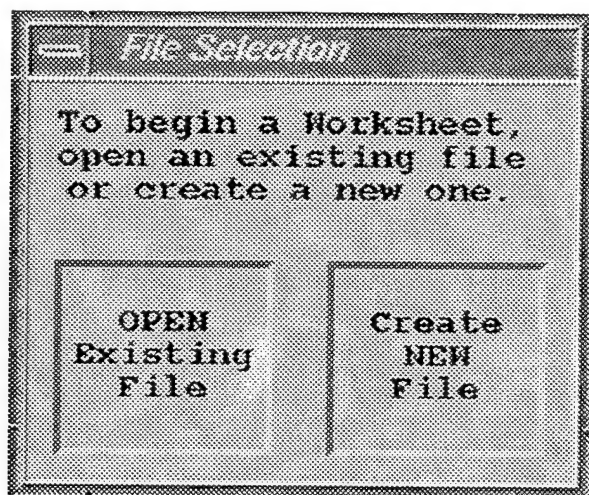 File Selection
To begin a Worksheet,
open an existing file
or create a new one.
OPEN
Existing
File
Create
NEW
File